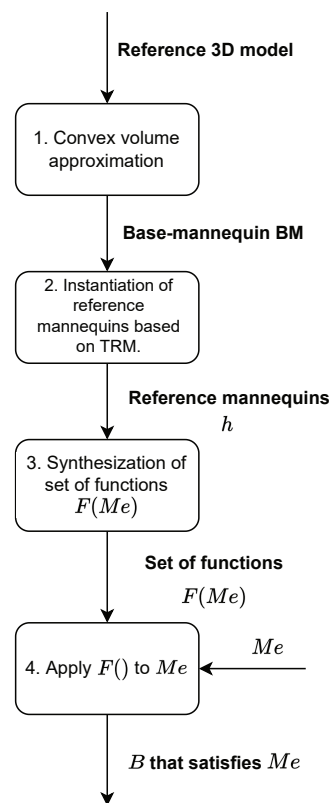 Reference 3D model
1. Convex volume
approximation
Base-mannequin BM
2. Instantiation of
reference
mannequins based
on TRM.
Reference mannequins
h
3. Synthesization of
set of functions
F(Me)
Set of functions
F(Me)
Me
4. Apply F() to Me
B that satisfies Me